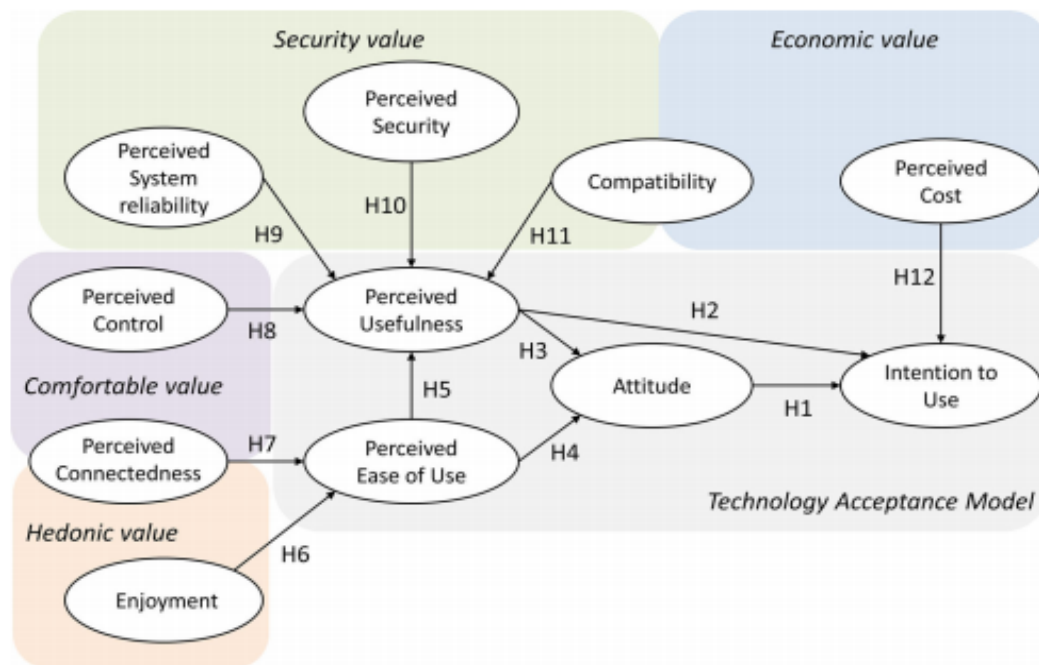 Security value
Economic value
Perceived
Security
Perceived
System
reliability
Compatibility
Perceived
Cost
H10
H9
H11
H12
Perceived
Control
H8
Perceived
Usefulness
H2
H3
Comfortable value
H5
Attitude
H1
Intention to
Use
Perceived
Connectedness
H7
Perceived
Ease of Use
H4
Technology Acceptance Model
Hedonic value
H6
Enjoyment